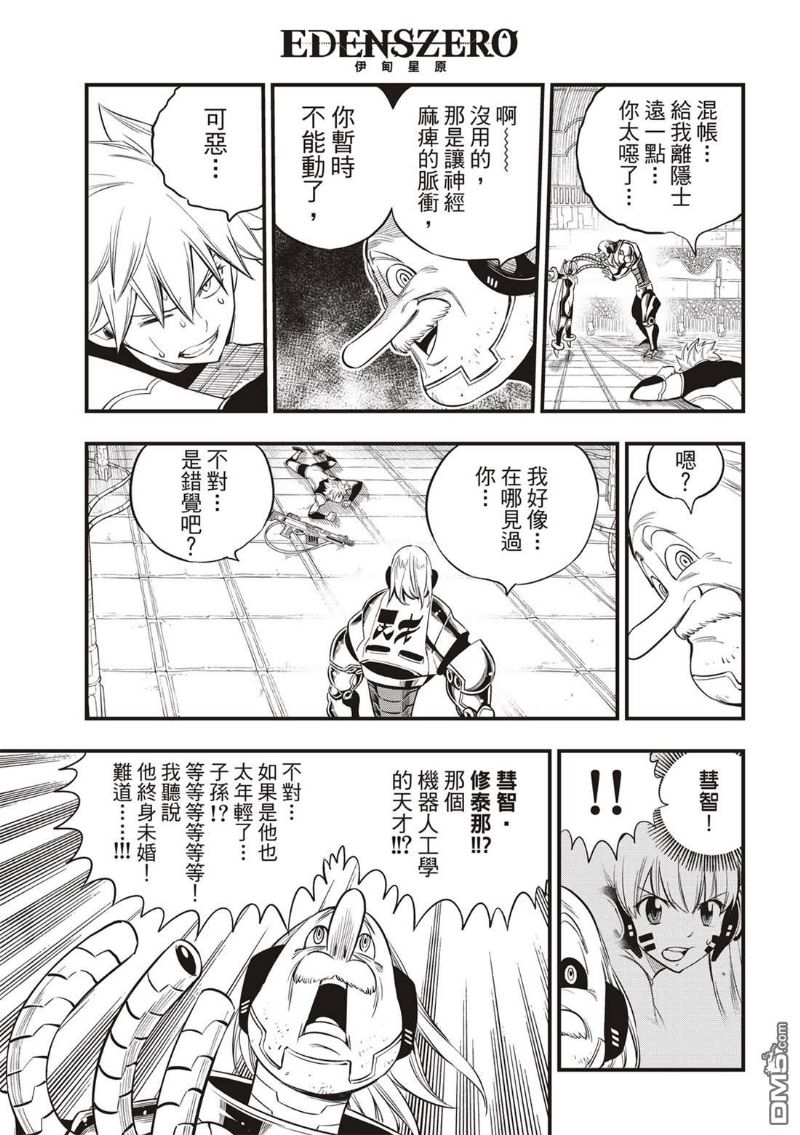 EDENSZERO
伊甸星原
混帳…
給我離隱士
遠一點…
你太噁了…
啊~~~~
沒用的，
那是讓神經
麻痺的脈衝，
你暫時
不能動了，
可惡…
嗯？
我好像…
在哪見過
你…
不對…
是錯覺吧？
彗智！
!!
彗智・
修泰那!!?
那個
機器人工學
的天才!!?
不對…
如果是他也
太年輕了…
子孫!?
等等等等等等！
我聽說
他終身未婚！
難道……!!!
DM5.com